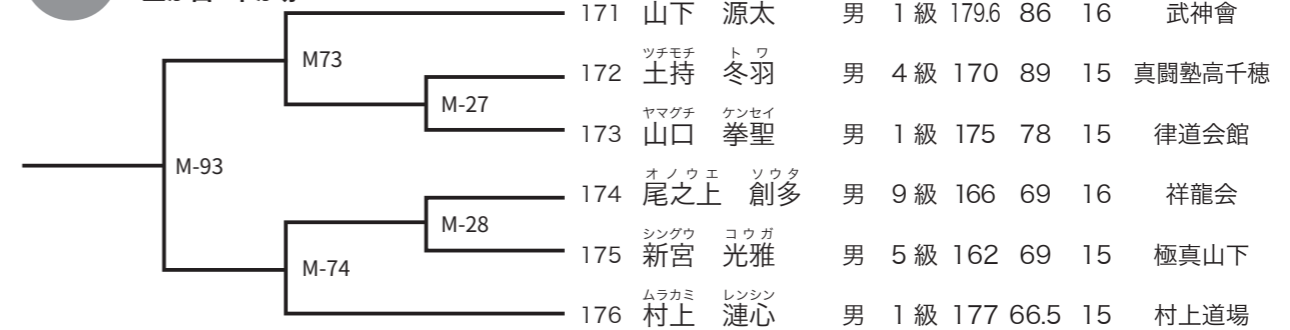 171 山下 源太 男 1級 179.6 86 16 武神會
M73
ツチモチ トワ
172 土持 冬羽 男 4級 170 89 15 真闘塾高千穂
M-27
ヤマグチ ケンセイ
173 山口 拳聖 男 1級 175 78 15 律道会館
M-93
オノウエ ソウタ
174 尾之上 創多 男 9級 166 69 16 祥龍会
M-28
シングウ コウガ
175 新宮 光雅 男 5級 162 69 15 極真山下
M-74
ムラカミ レンシン
176 村上 漣心 男 1級 177 66.5 15 村上道場